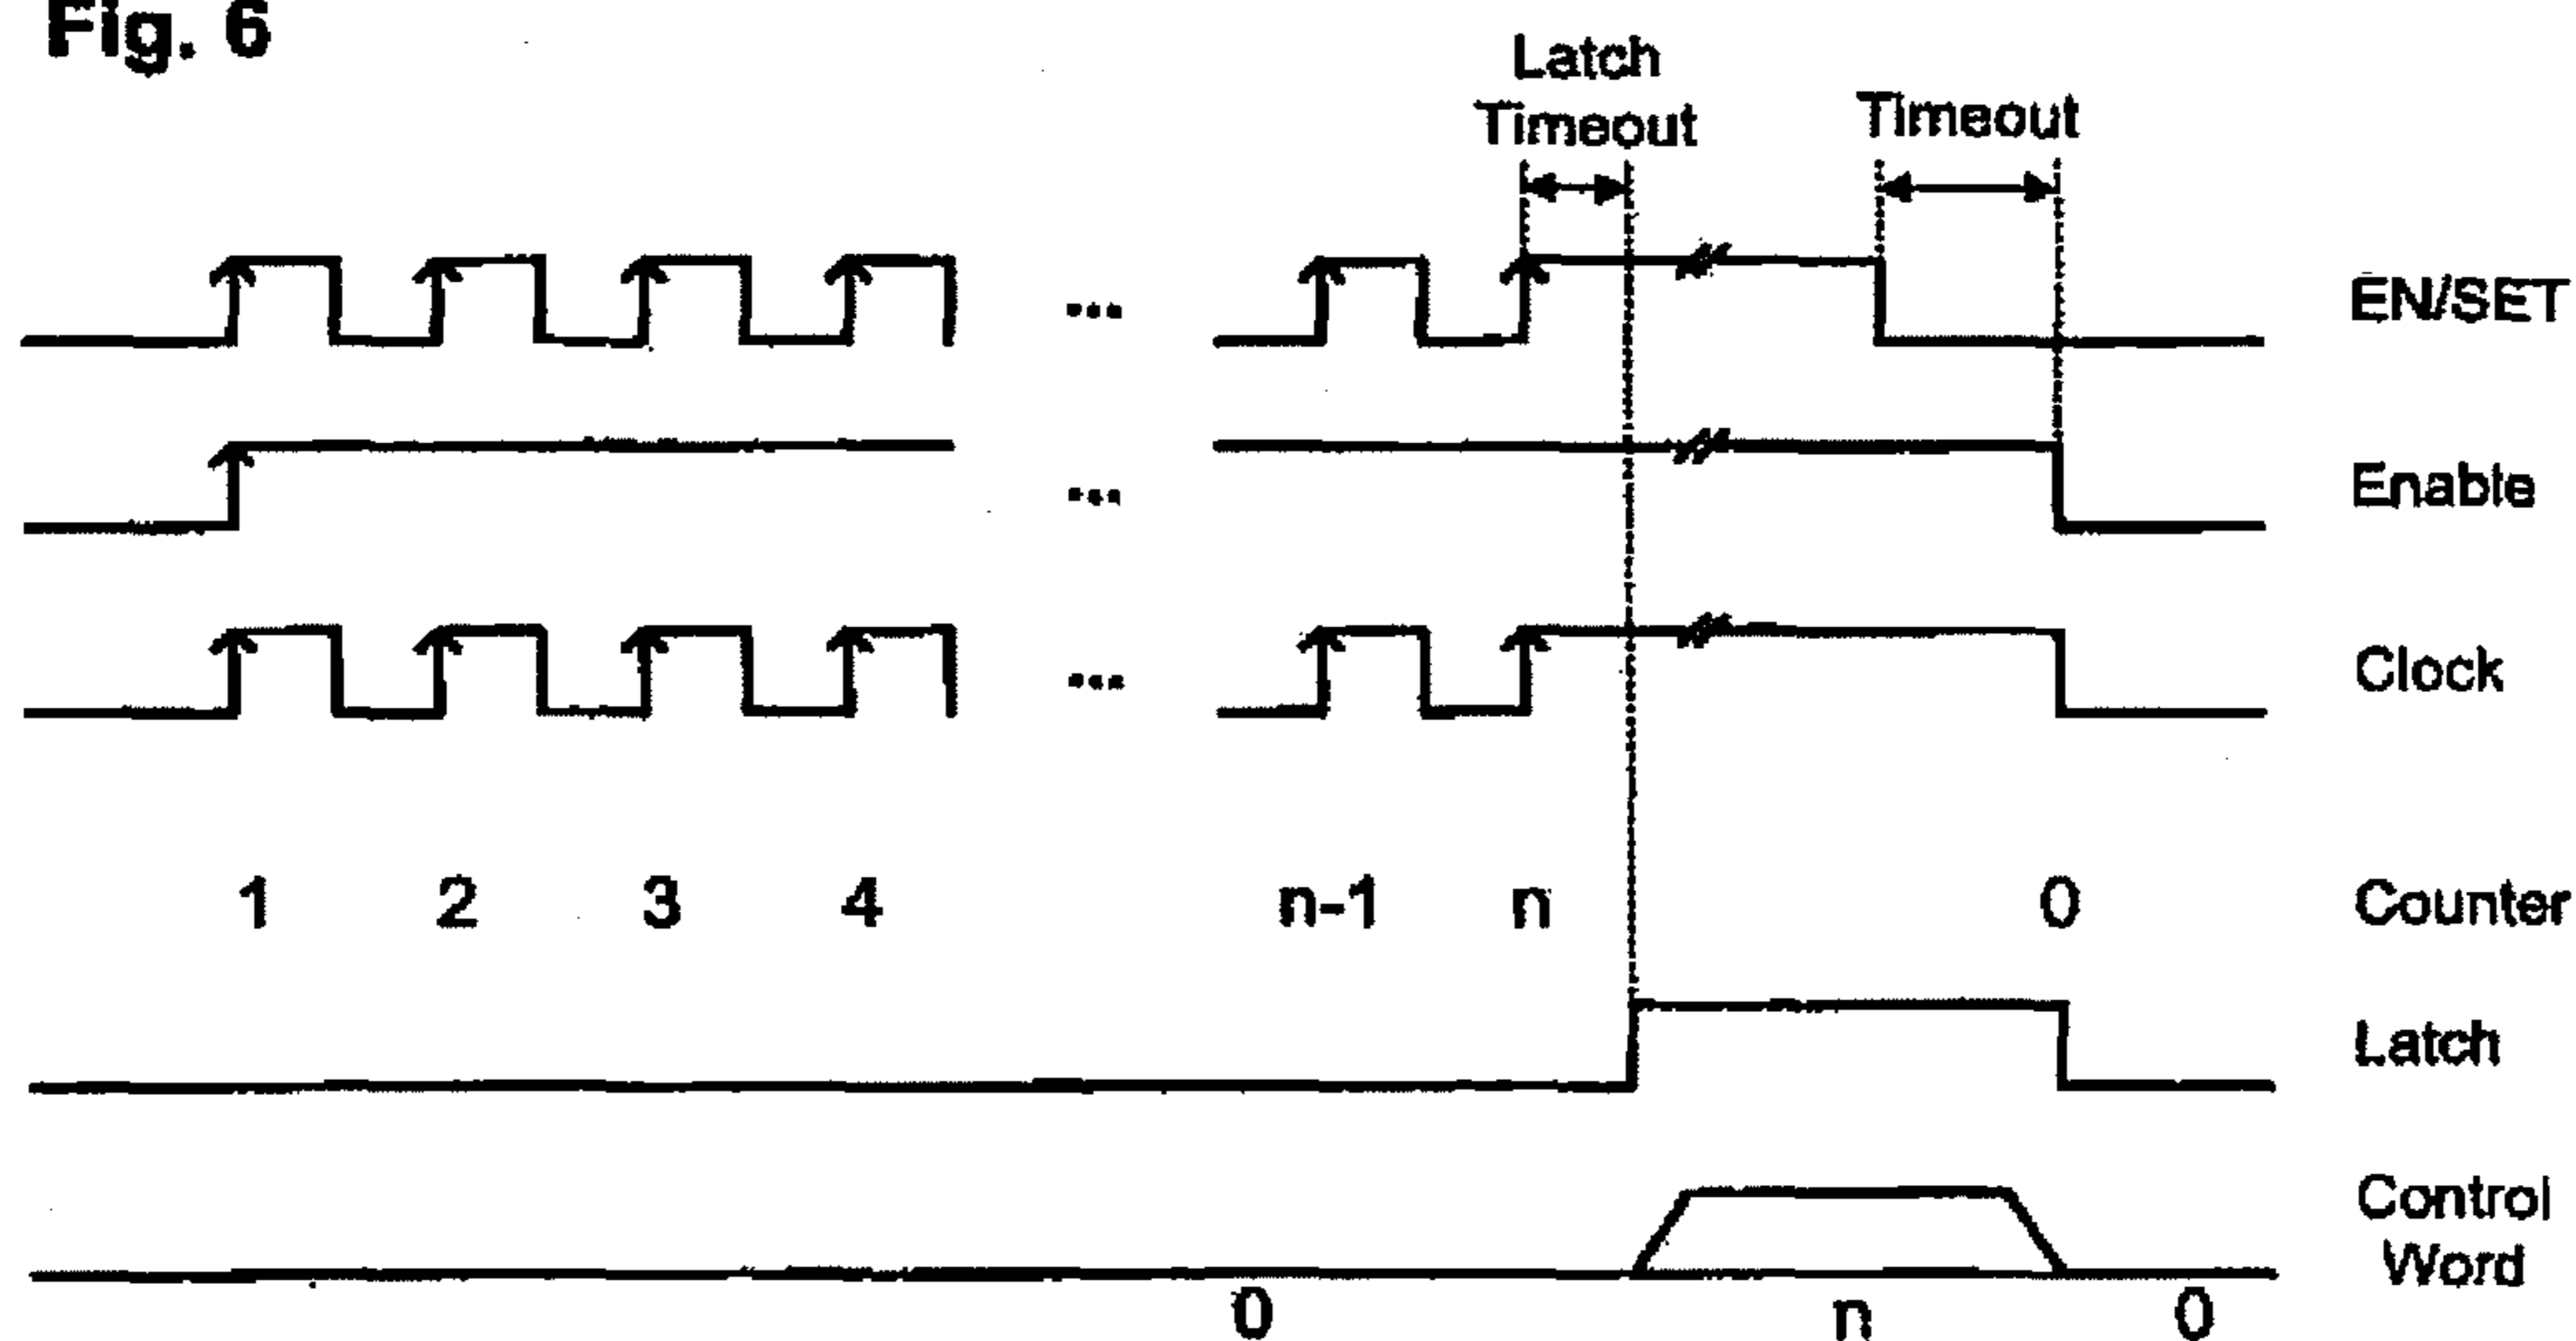 Fig. 6
Latch
Timeout
Timeout
EN/SET
...
Enable
...
Clock
...
1 2 3 4 n-1 n 0 Counter
Latch
Control
Word
0 n 0